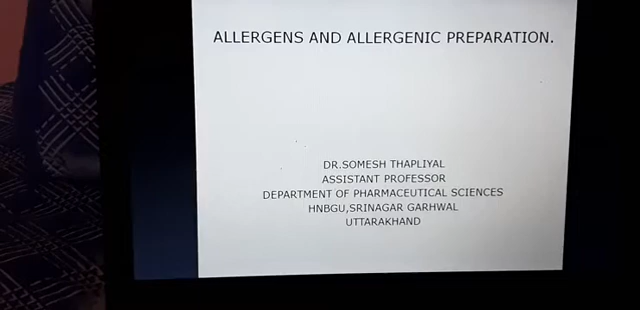 ALLERGENS AND ALLERGENIC PREPARATION.
DR.SOMESH THAPLIYAL
ASSISTANT PROFESSOR
DEPARTMENT OF PHARMACEUTICAL SCIENCES
HNBGU,SRINAGAR GARHWAL
UTTARAKHAND